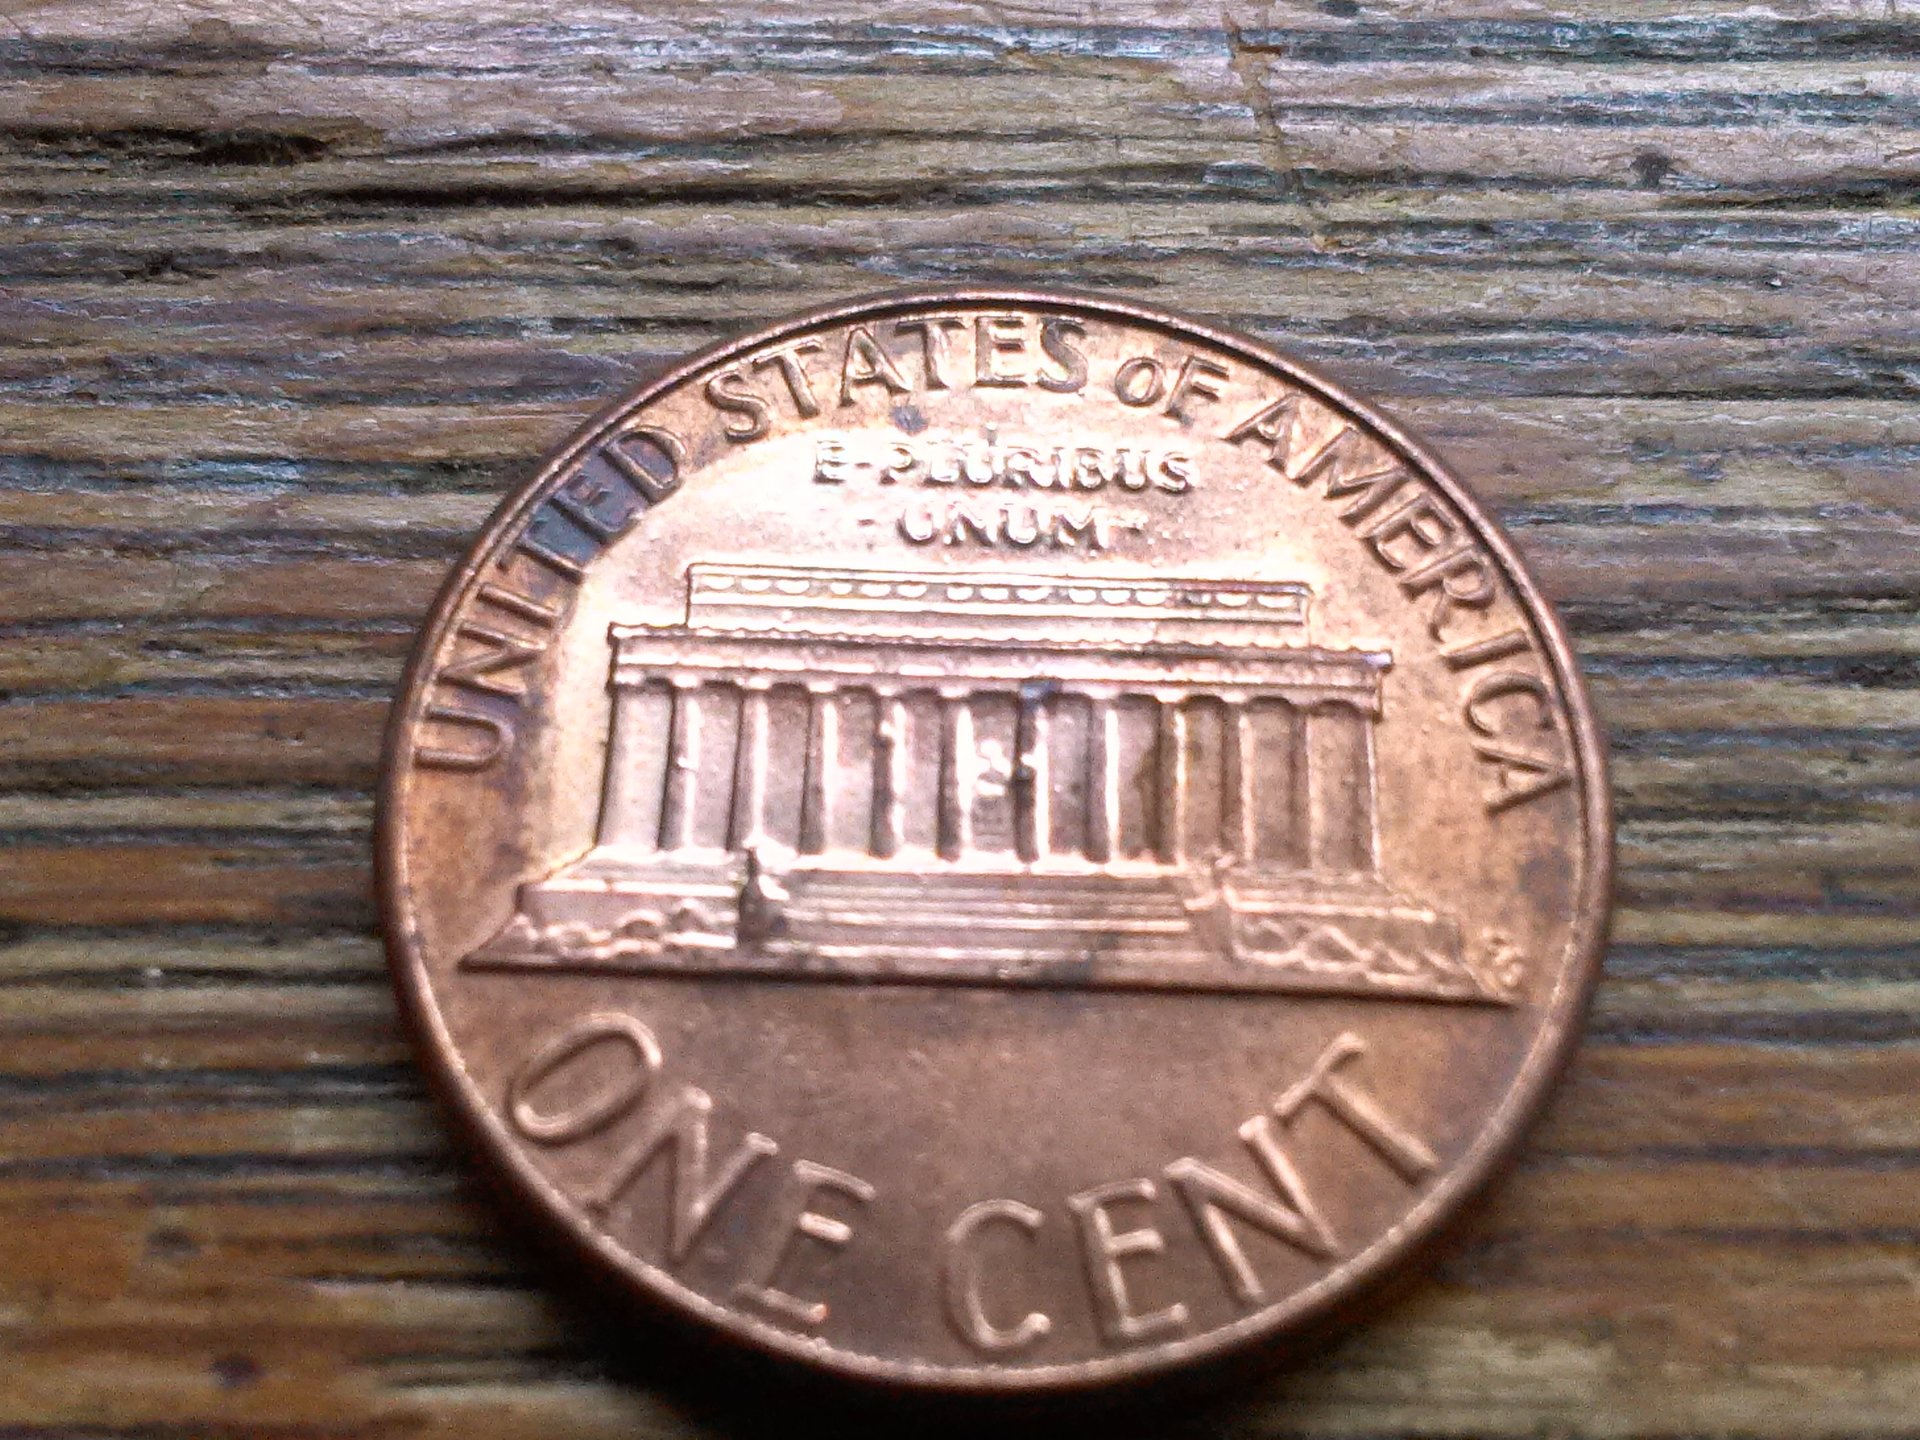 UNITED STATES OF AMERICA
E·PLURIBUS
·UNUM·
ONE CENT